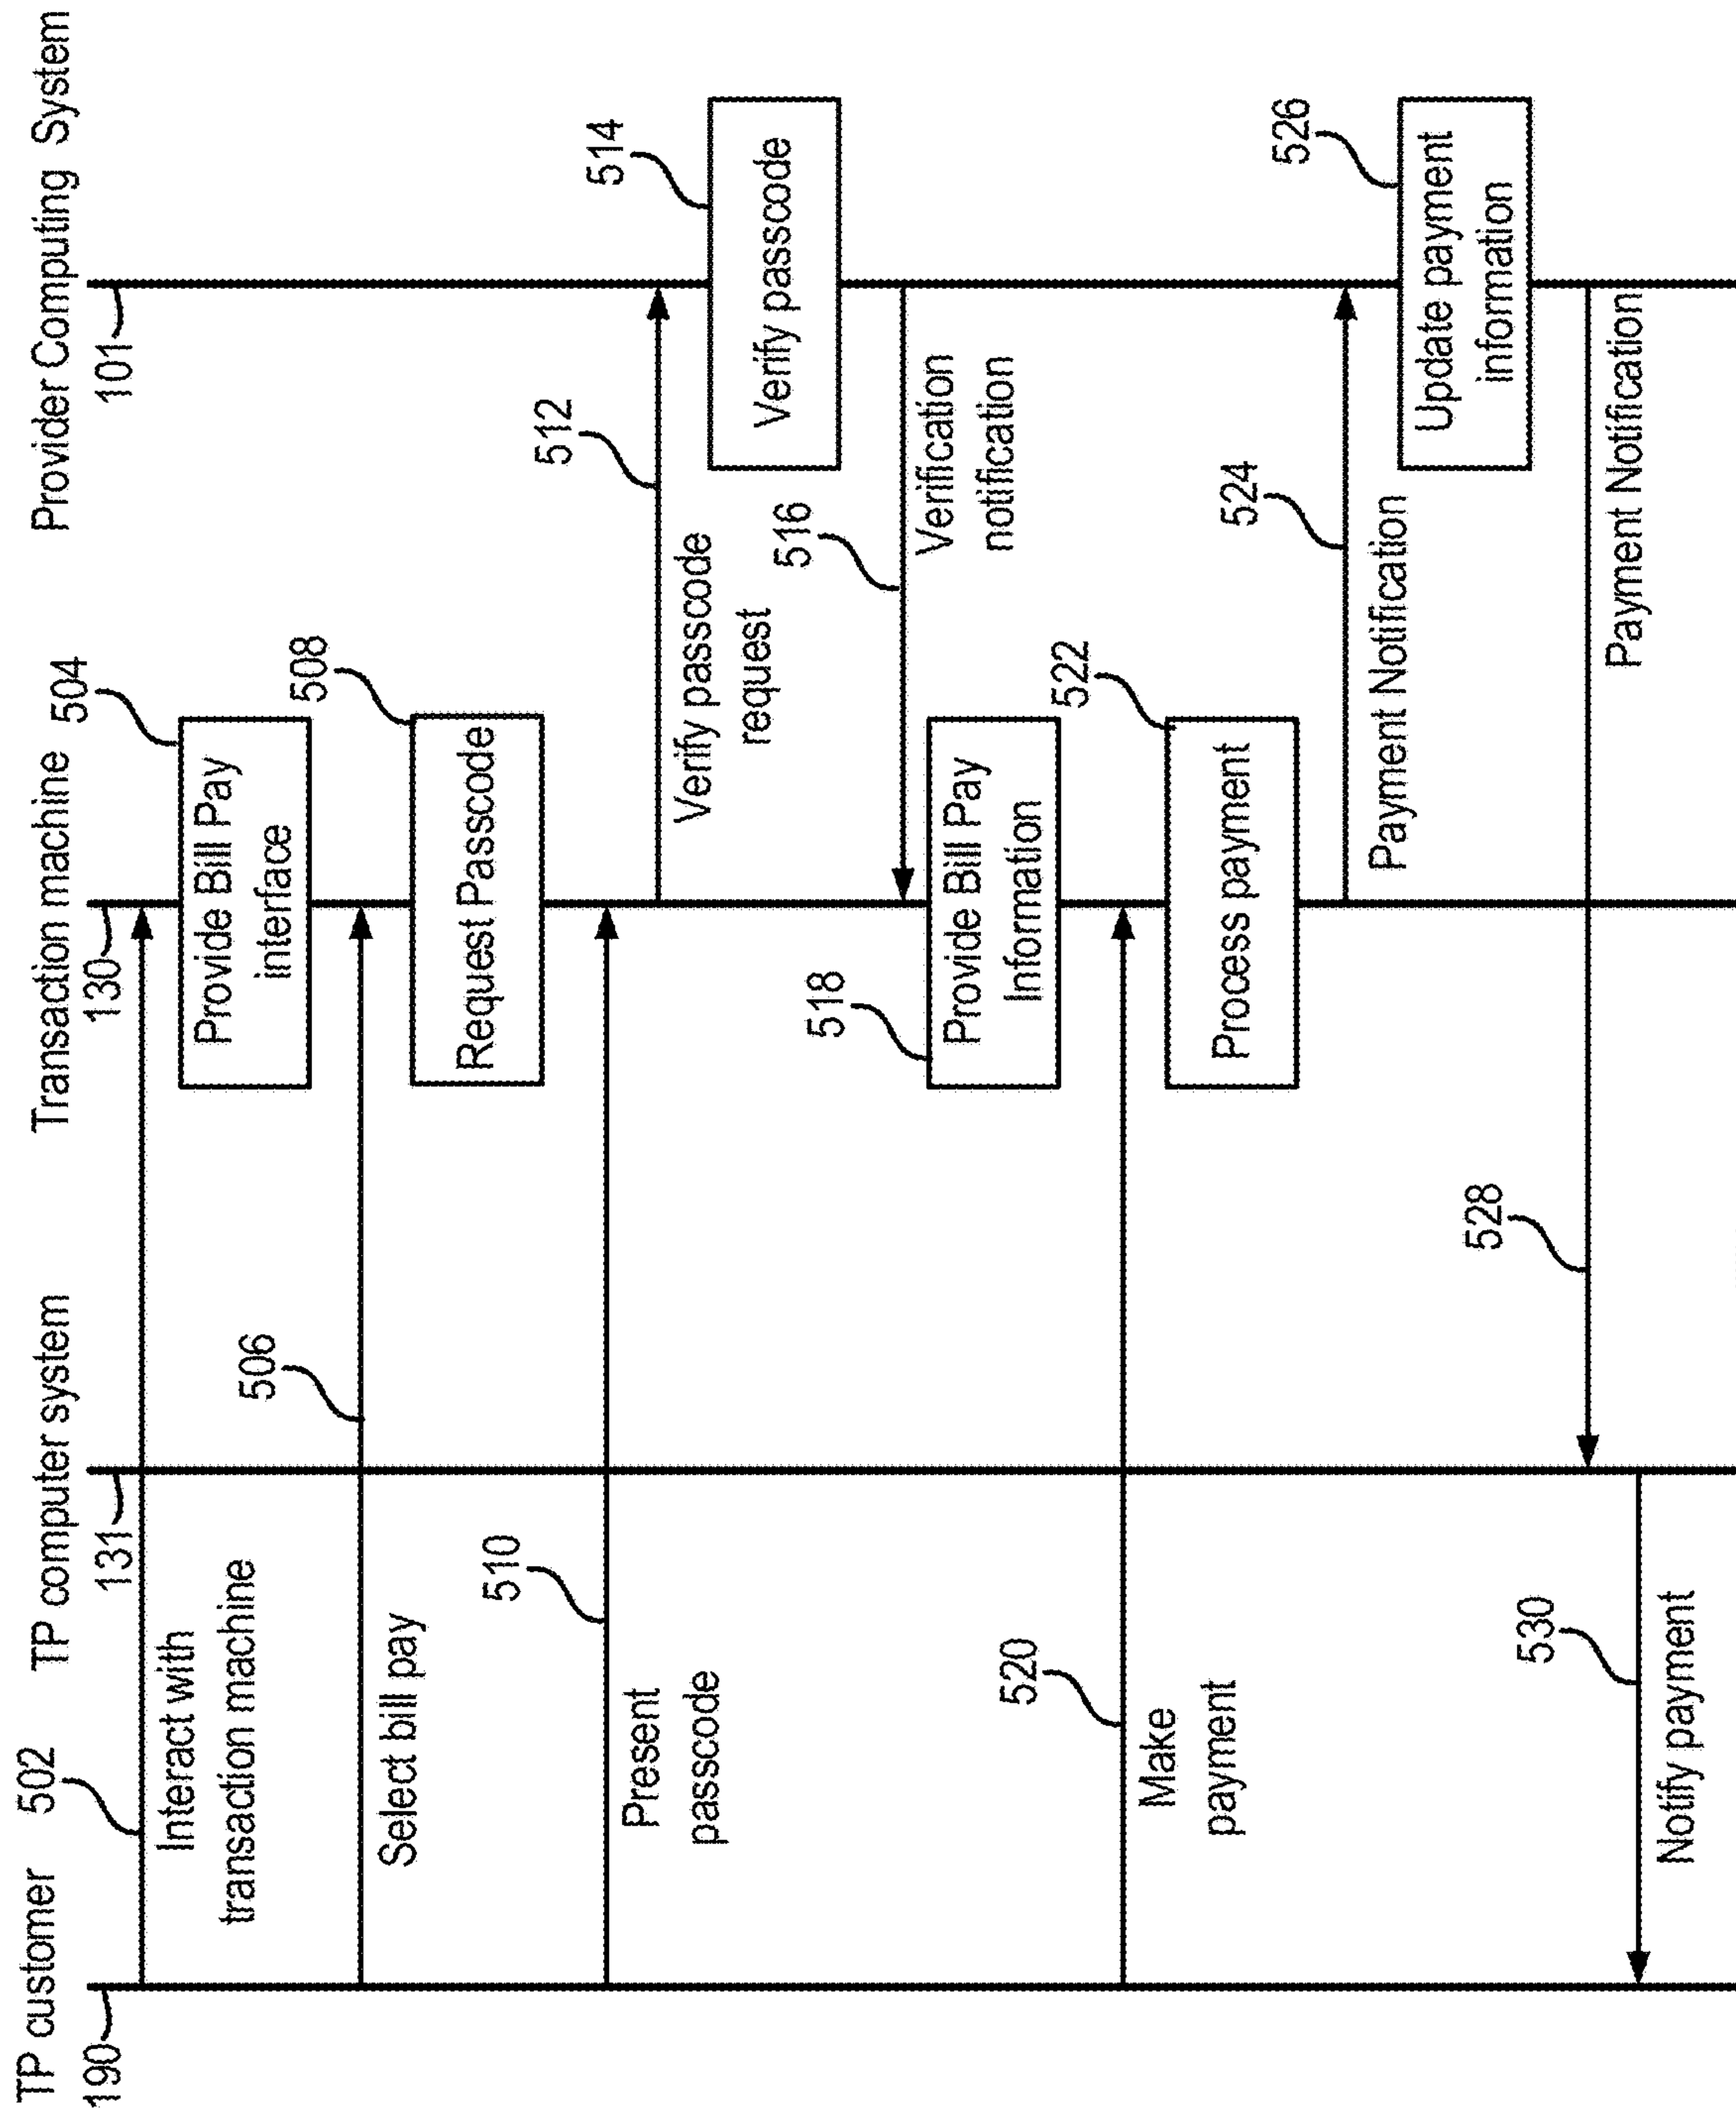 TP customer
TP computer system
Transaction machine
Provider Computing System
190
131
130
101
502
Interact with
transaction machine
504
Provide Bill Pay
interface
506
Select bill pay
508
Request Passcode
510
Present
passcode
512
Verify passcode
request
514
Verify passcode
516
Verification
notification
518
Provide Bill Pay
Information
520
Make
payment
522
Process payment
524
Payment Notification
526
Update payment
information
528
Payment Notification
530
Notify payment